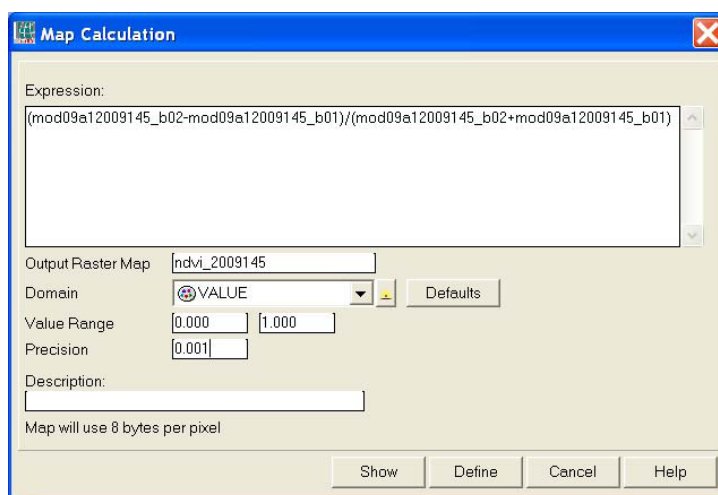 Map Calculation
Expression:
(mod09a12009145_b02-mod09a12009145_b01)/(mod09a12009145_b02+mod09a12009145_b01)
Output Raster Map ndvi_2009145
Domain VALUE Defaults
Value Range 0.000 1.000
Precision 0.001
Description:
Map will use 8 bytes per pixel
Show Define Cancel Help